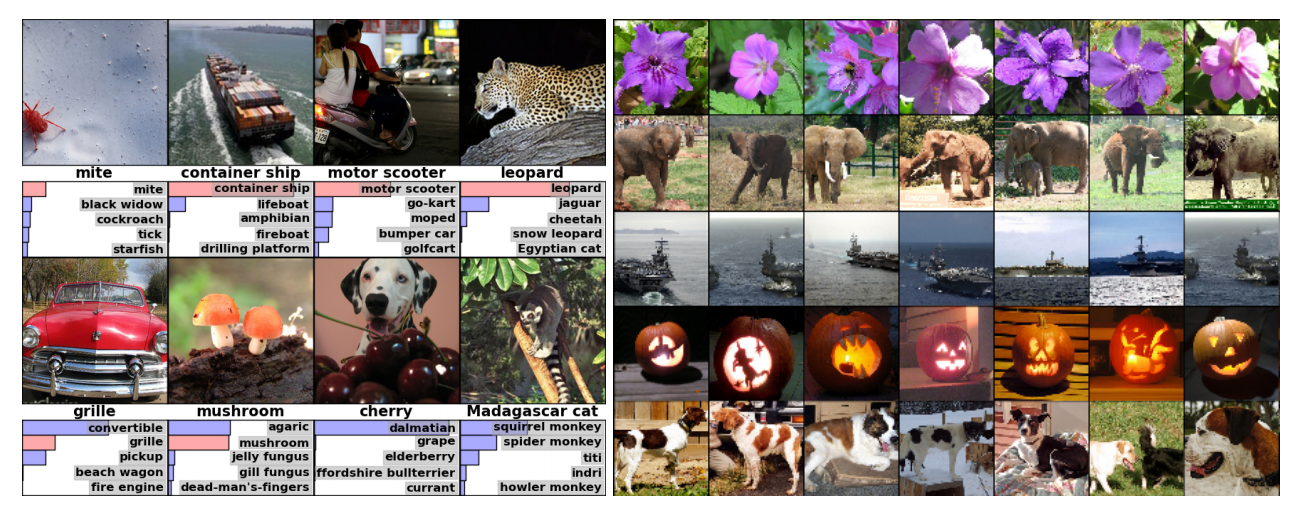 mite container ship motor scooter leopard
mite container ship motor scooter leopard
black widow lifeboat go-kart jaguar
cockroach amphibian moped cheetah
tick fireboat bumper car snow leopard
starfish drilling platform golfcart Egyptian cat
grille mushroom cherry Madagascar cat
convertible agaric dalmatian squirrel monkey
grille mushroom grape spider monkey
pickup jelly fungus elderberry titi
beach wagon gill fungus ffordshire bullterrier indri
fire engine dead-man's-fingers currant howler monkey